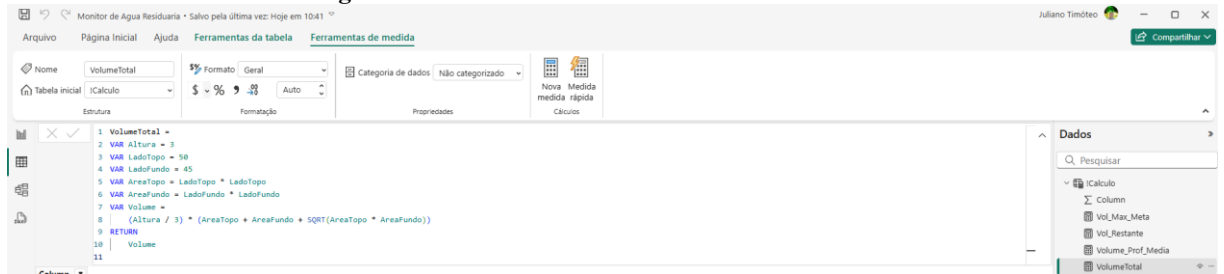 Monitor de Agua Residuaria • Salvo pela última vez: Hoje em 10:41
Juliano Timóteo
Arquivo Página Inicial Ajuda Ferramentas da tabela Ferramentas de medida
Compartilhar
Nome VolumeTotal
Formato Geral
Categoria de dados Não categorizado
Tabela inicial !Calculo
$ % 9 .00 Auto
Nova medida
Medida rápida
Estrutura Formatação Propriedades Cálculos
1 VolumeTotal =
2 VAR Altura = 3
3 VAR LadoTopo = 50
4 VAR LadoFundo = 45
5 VAR AreaTopo = LadoTopo * LadoTopo
6 VAR AreaFundo = LadoFundo * LadoFundo
7 VAR Volume =
8 (Altura / 3) * (AreaTopo + AreaFundo + SQRT(AreaTopo * AreaFundo))
9 RETURN
10 Volume
11
Column
Dados
Pesquisar
!Calculo
Column
Vol_Max_Meta
Vol_Restante
Volume_Prof_Media
VolumeTotal